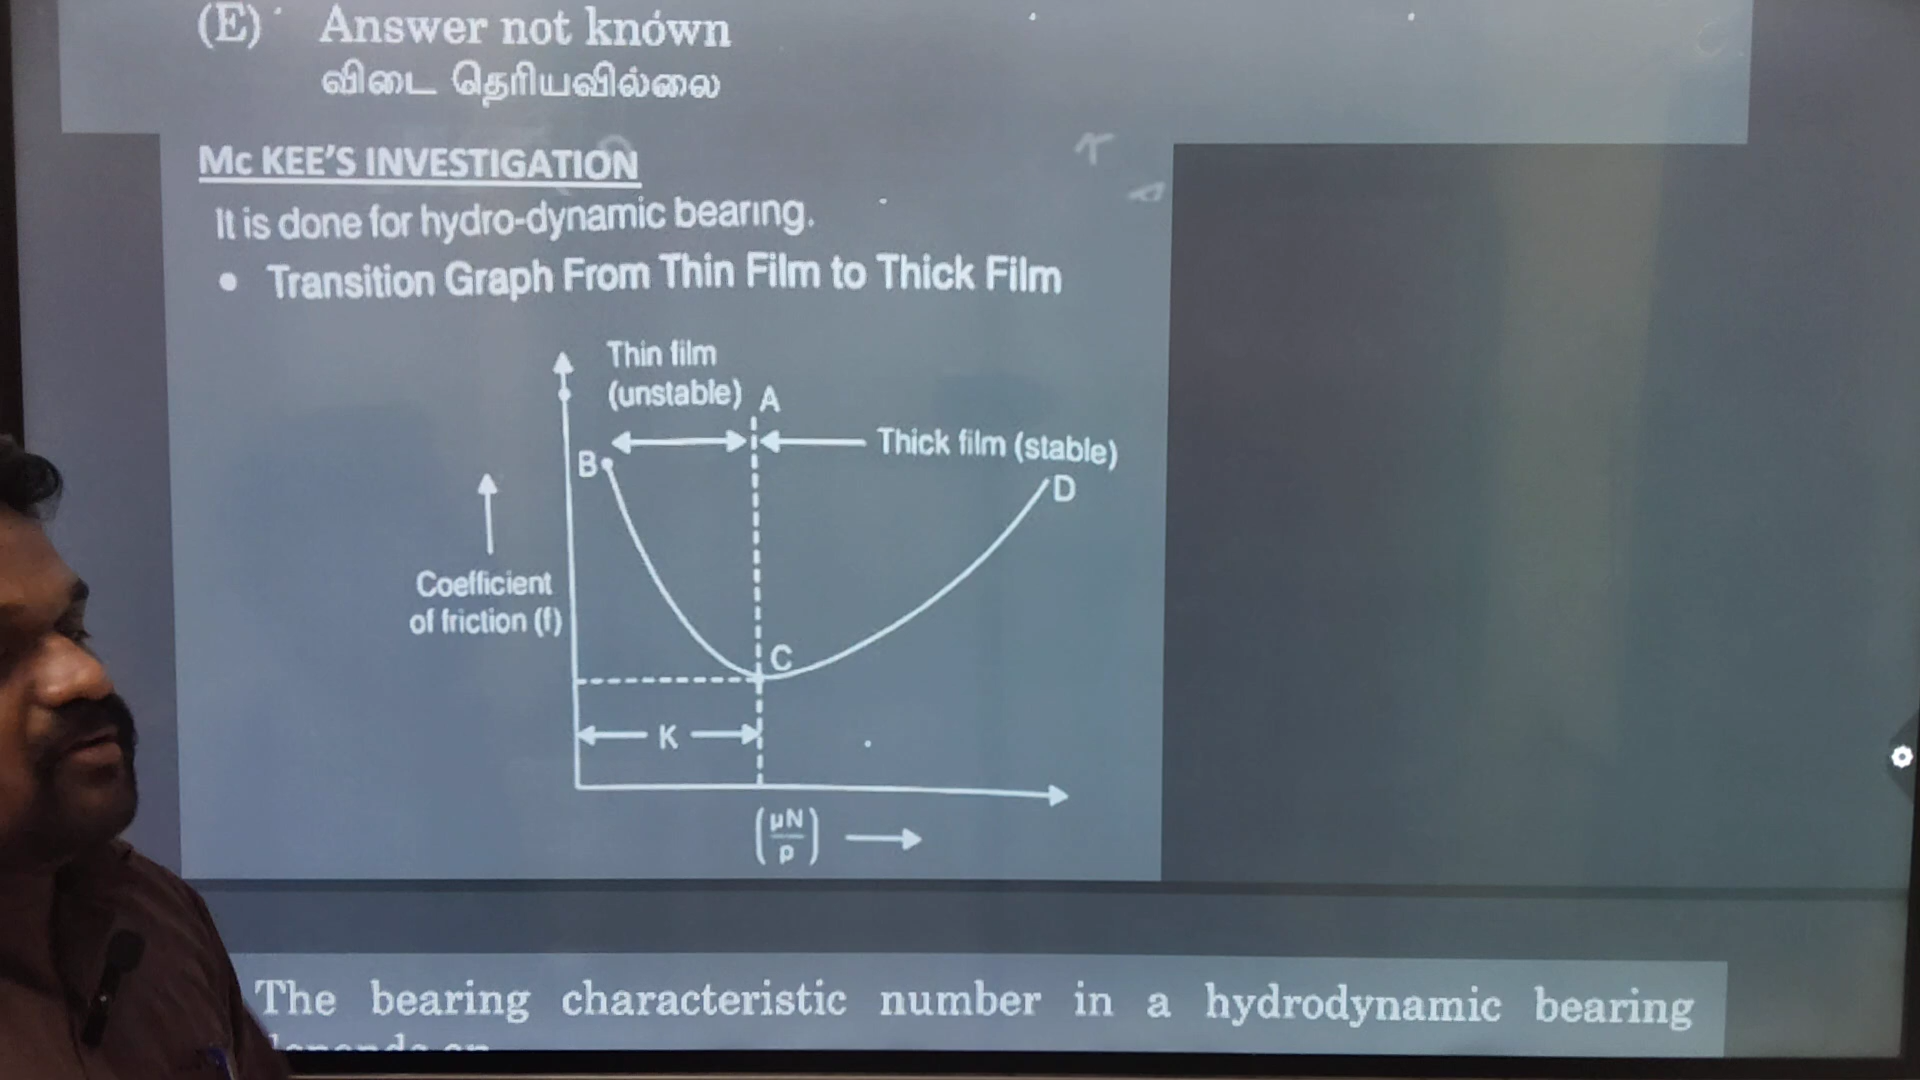 (E) Answer not known
விடை தெரியவில்லை
Mc KEE'S INVESTIGATION
It is done for hydro-dynamic bearing.
• Transition Graph From Thin Film to Thick Film
Thin film
(unstable) A
Thick film (stable)
B
D
Coefficient
of friction (f)
C
K
(μN/p)
The bearing characteristic number in a hydrodynamic bearing